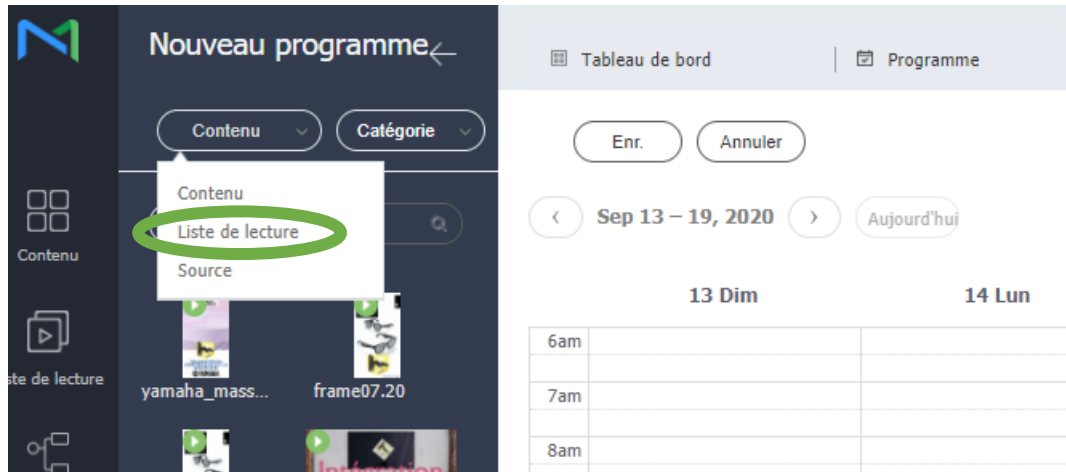 Nouveau programme
Tableau de bord
Programme
Contenu
Catégorie
Enr.
Annuler
Contenu
Liste de lecture
Source
Sep 13 – 19, 2020
Aujourd'hui
Contenu
13 Dim
14 Lun
6am
7am
8am
ste de lecture
yamaha_mass...
frame07.20
Intégration